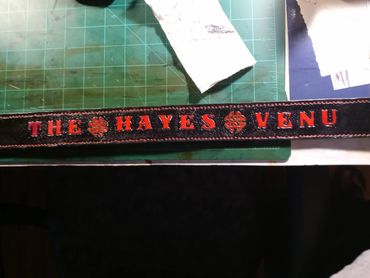 THE HAYES VENU